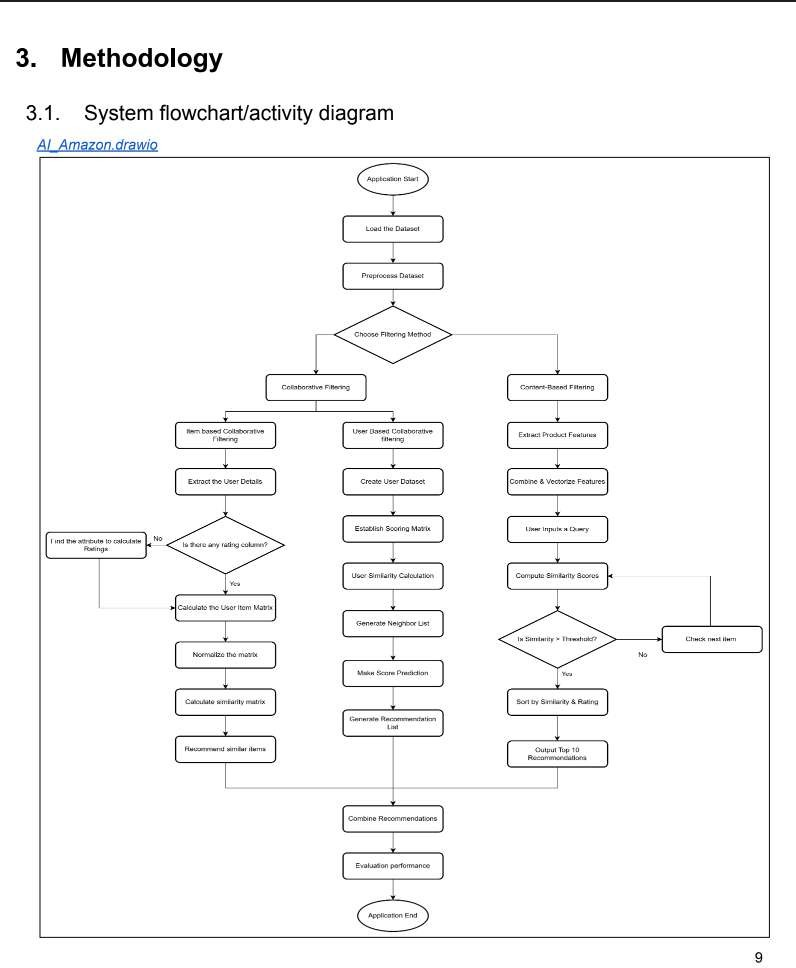 3. Methodology
3.1. System flowchart/activity diagram
AI_Amazon.drawio
Application Start
Load the Dataset
Preprocess Dataset
Choose Filtering Method
Collaborative Filtering
Content-Based Filtering
Item based Collaborative
Filtering
User Based Collaborative
filtering
Extract Product Features
Extract the User Details
Create User Dataset
Combine & Vectorize Features
Find the attribute to calculate
Ratings
No
Is there any rating column?
Establish Scoring Matrix
User Inputs a Query
Yes
User Similarity Calculation
Compute Similarity Scores
Calculate the User Item Matrix
Generate Neighbor List
Is Similarity > Threshold?
No
Check next item
Normalize the matrix
Make Score Prediction
Yes
Calculate similarity matrix
Generate Recommendation
List
Sort by Similarity & Rating
Recommend similar items
Output Top 10
Recommendations
Combine Recommendations
Evaluation performance
Application End
9